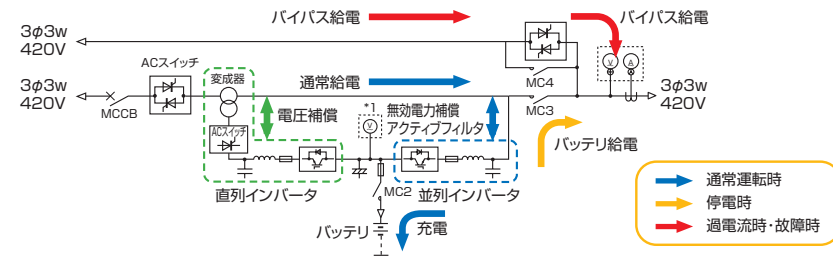 バイパス給電
バイパス給電
3φ3w
420V
ACスイッチ
変成器
通常給電
MC4
V
A
3φ3w
420V
MCCB
3φ3w
420V
MC3
ACスイッチ
電圧補償
*1
V
無効電力補償
アクティブフィルタ
バッテリ給電
直列インバータ
MC2
並列インバータ
バッテリ
充電
通常運転時
停電時
過電流時・故障時